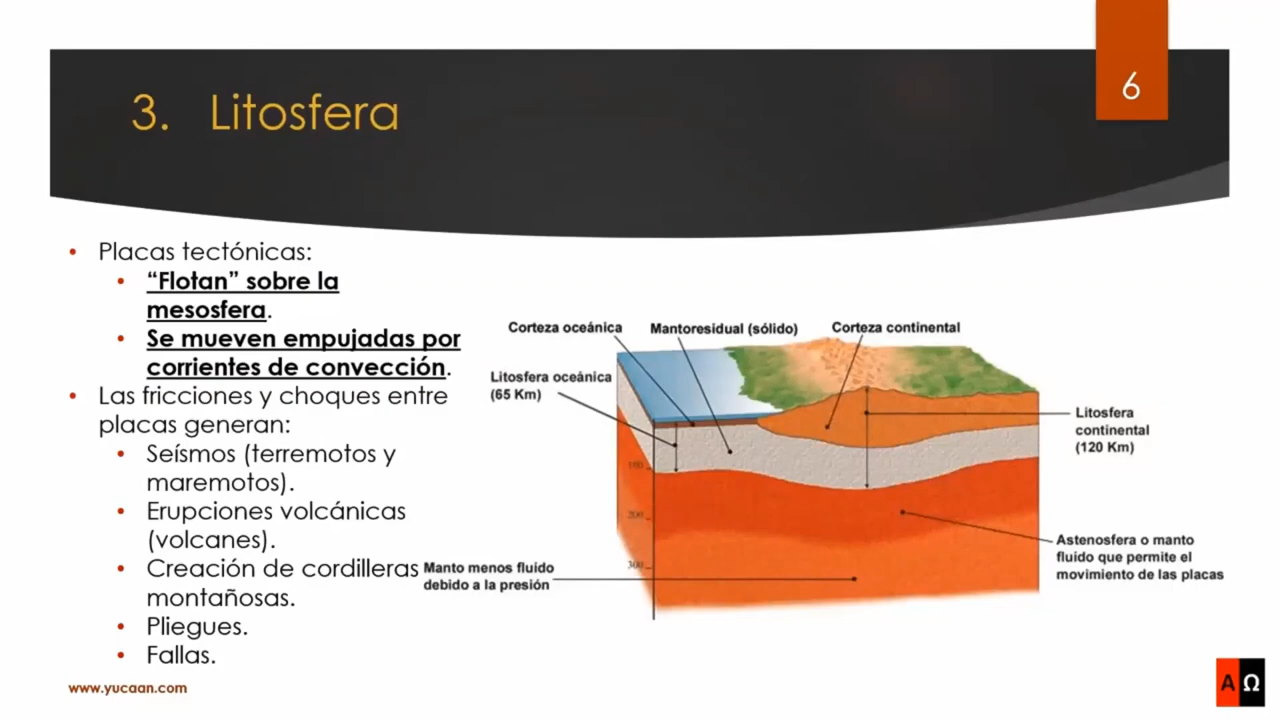 6
3. Litosfera
• Placas tectónicas:
• “Flotan” sobre la
mesosfera.
• Se mueven empujadas por
corrientes de convección.
• Las fricciones y choques entre
placas generan:
• Seísmos (terremotos y
maremotos).
• Erupciones volcánicas
(volcanes).
• Creación de cordilleras
montañosas.
• Pliegues.
• Fallas.
Corteza oceánica
Mantoresidual (sólido)
Corteza continental
Litosfera oceánica
(65 Km)
Litosfera
continental
(120 Km)
100
200
300
Astenosfera o manto
fluido que permite el
movimiento de las placas
Manto menos fluido
debido a la presión
www.yucaan.com
AΩ